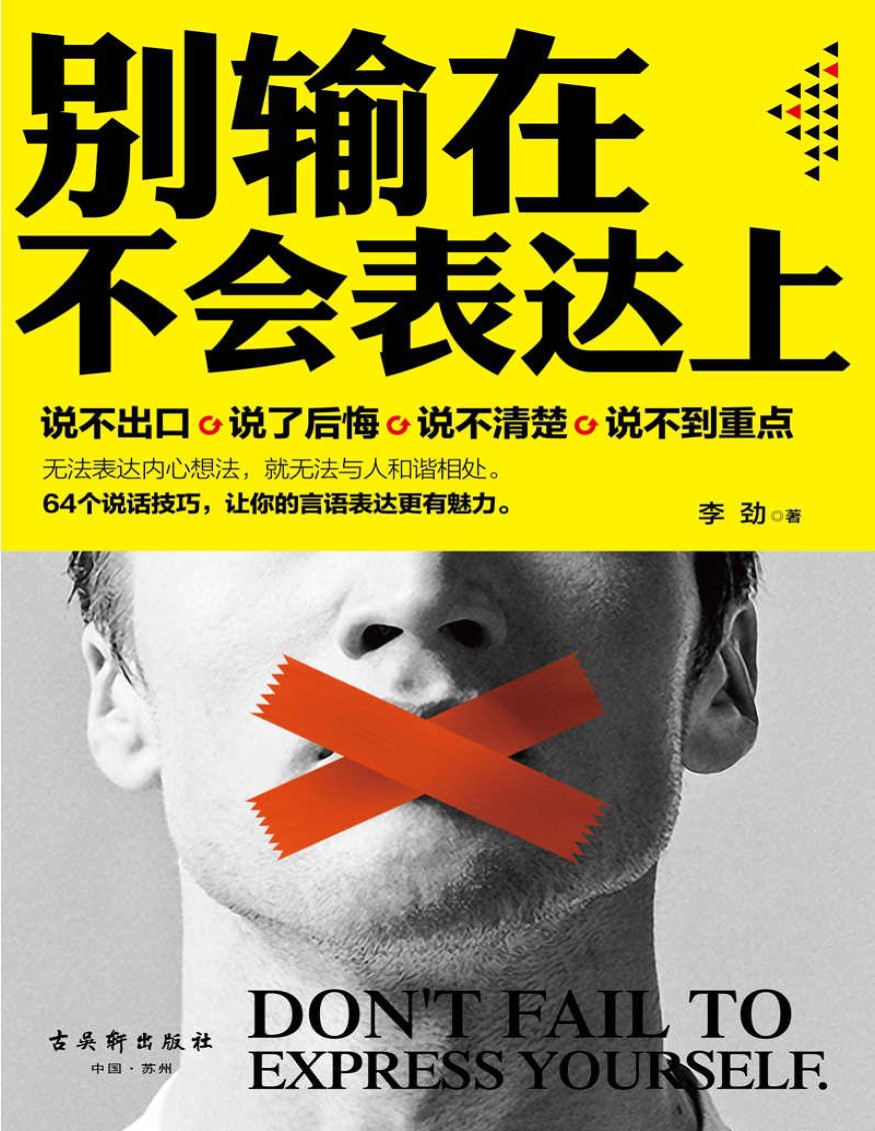 别输在
不会表达上
说不出口 说了后悔 说不清楚 说不到重点
无法表达内心想法，就无法与人和谐相处。
64个说话技巧，让你的言语表达更有魅力。
李 劲◎著
DON'T FAIL TO
EXPRESS YOURSELF.
古吴轩出版社
中国·苏州